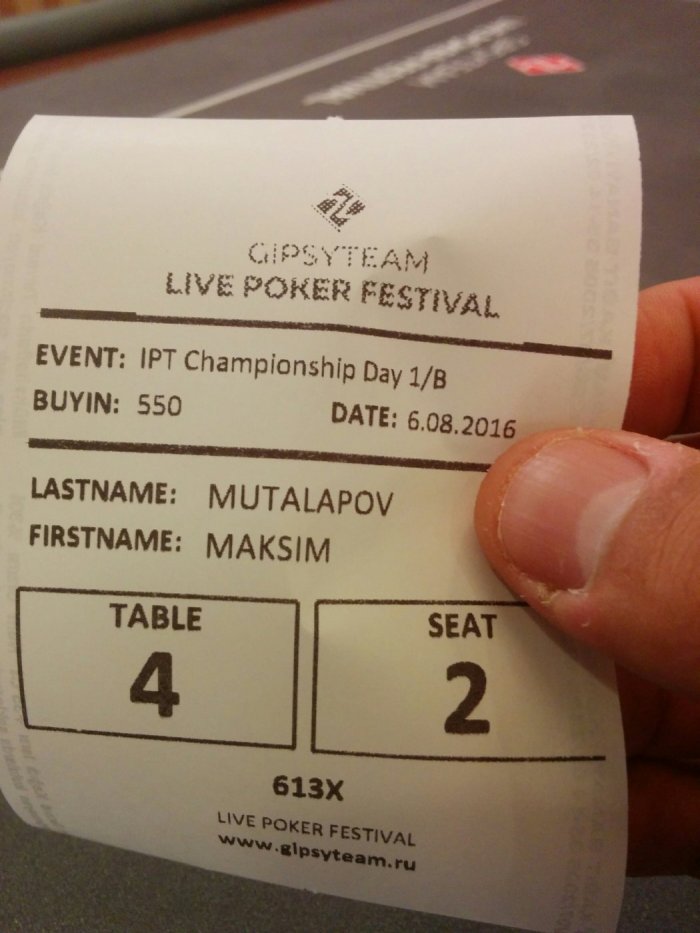 GIPSYTEAM
LIVE POKER FESTIVAL
EVENT: IPT Championship Day 1/B
BUYIN: 550 DATE: 6.08.2016
LASTNAME: MUTALAPOV
FIRSTNAME: MAKSIM
TABLE SEAT
4 2
613X
LIVE POKER FESTIVAL
www.gipsyteam.ru